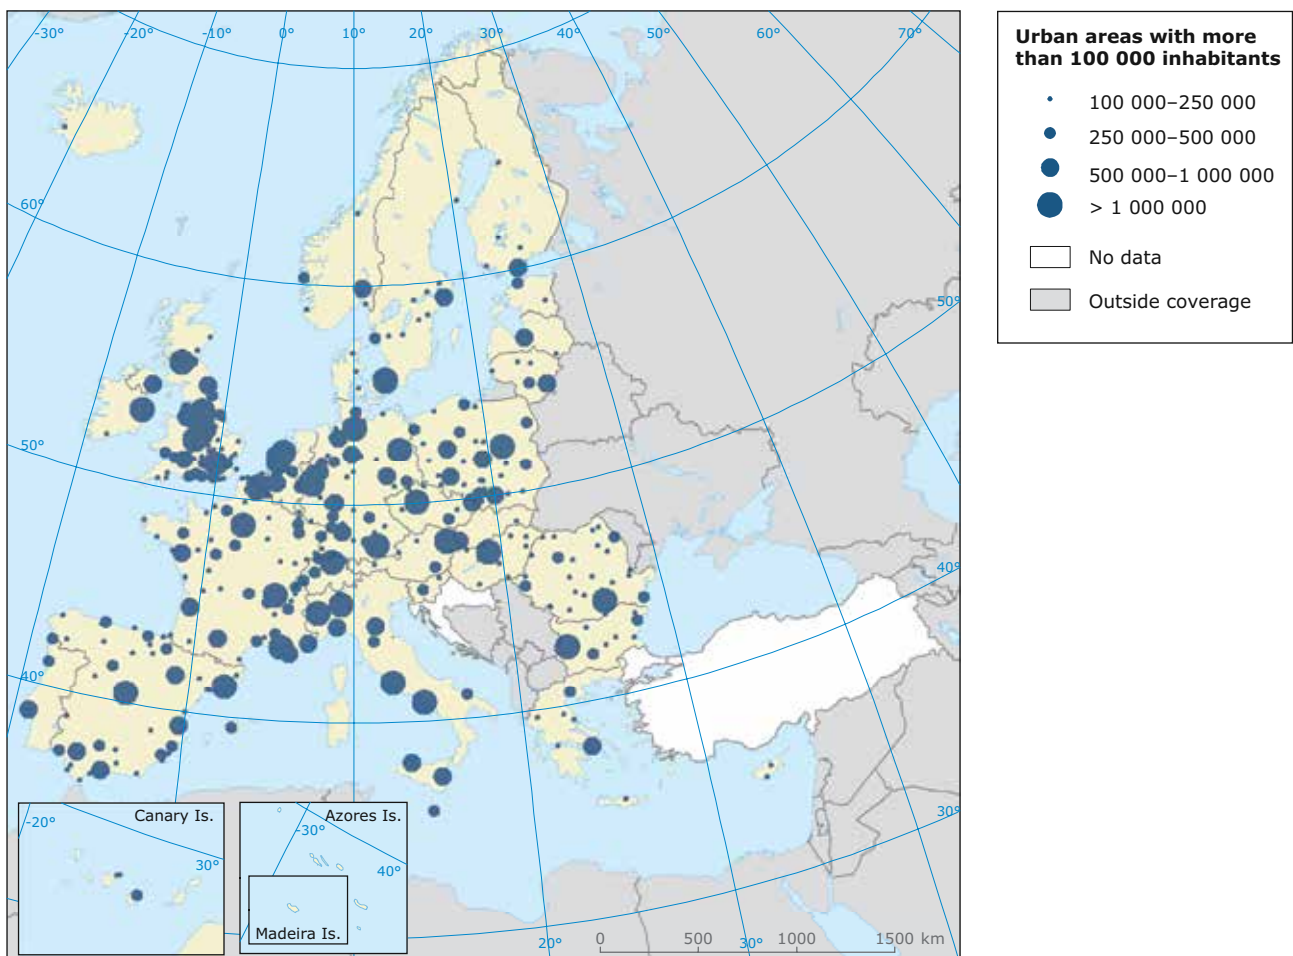 -30°
-20°
-10°
0°
10°
20°
30°
40°
50°
60°
70°
60°
50°
50°
40°
40°
30°
20°
30°
Canary Is.
-20°
30°
Azores Is.
-30°
40°
Madeira Is.
0 500 1000 1500 km
Urban areas with more
than 100 000 inhabitants
100 000–250 000
250 000–500 000
500 000–1 000 000
> 1 000 000
No data
Outside coverage